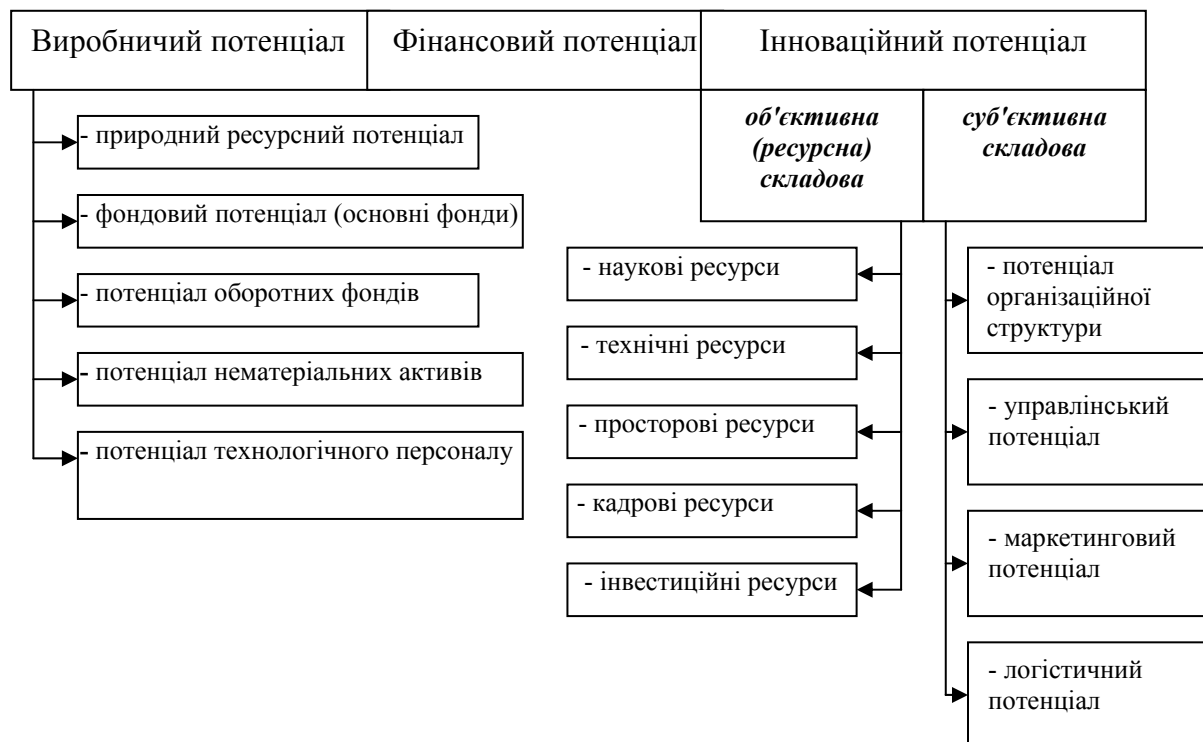 Виробничий потенціал
Фінансовий потенціал
Інноваційний потенціал
об'єктивна
(ресурсна)
складова
суб'єктивна
складова
- природний ресурсний потенціал
- фондовий потенціал (основні фонди)
- потенціал оборотних фондів
- потенціал нематеріальних активів
- потенціал технологічного персоналу
- наукові ресурси
- технічні ресурси
- просторові ресурси
- кадрові ресурси
- інвестиційні ресурси
- потенціал
організаційної
структури
- управлінський
потенціал
- маркетинговий
потенціал
- логістичний
потенціал